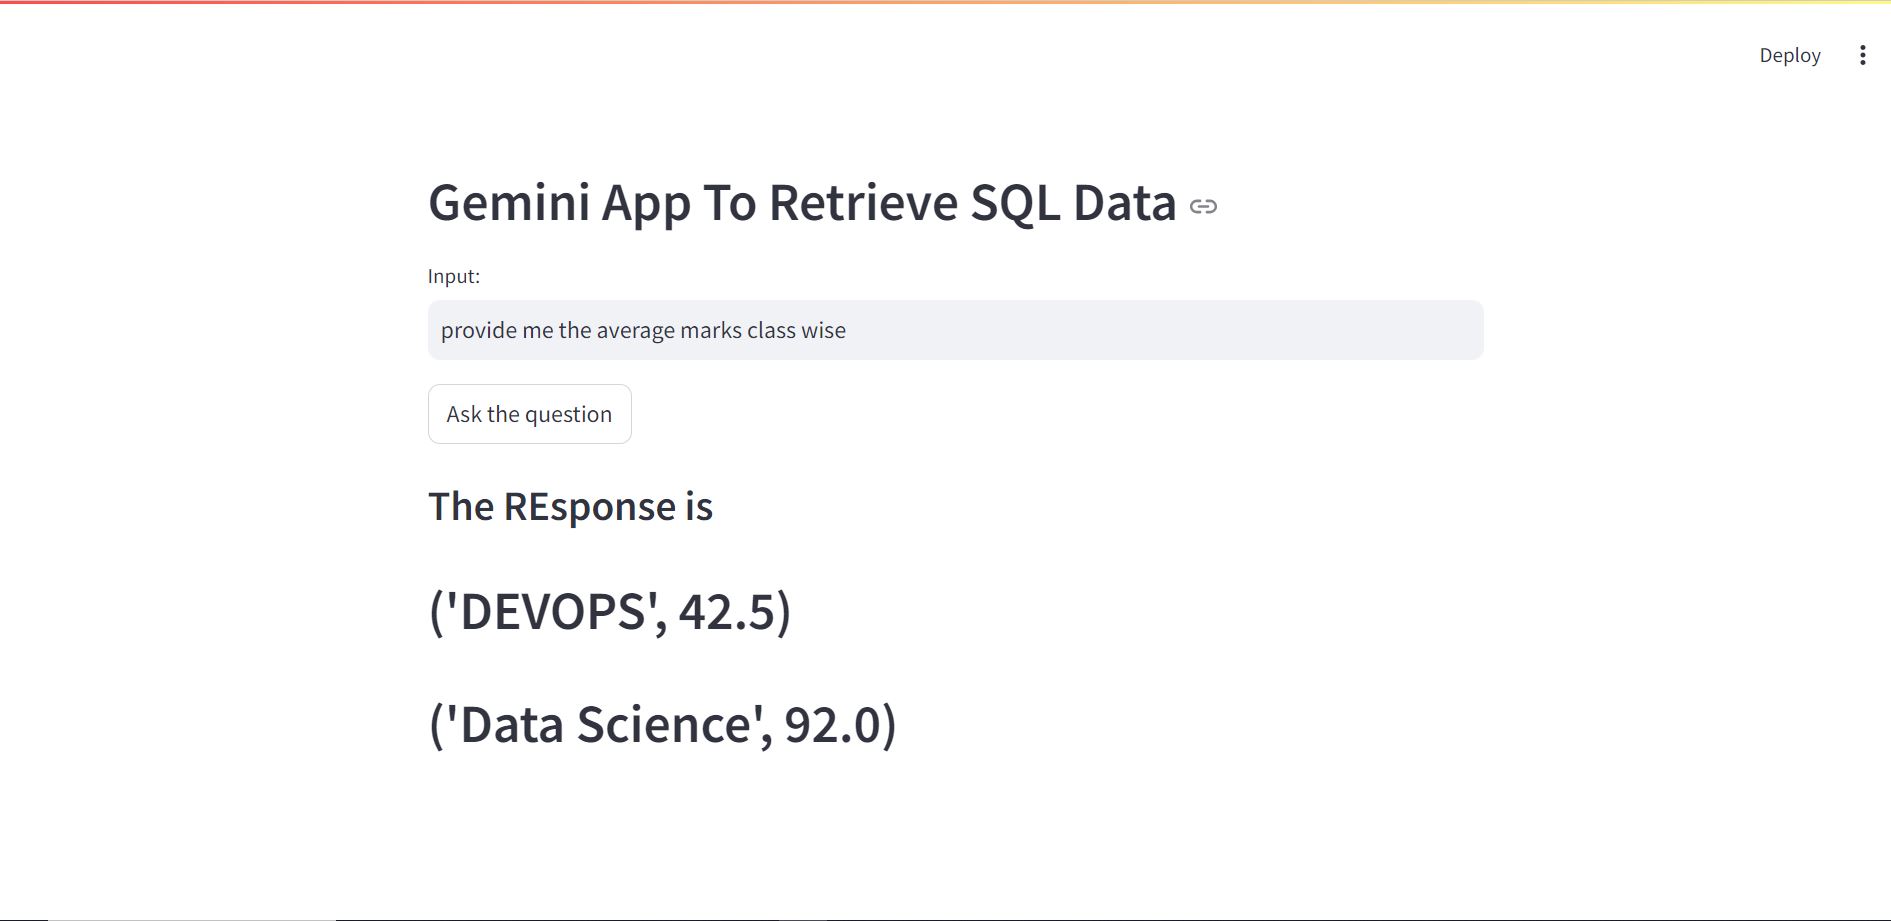 Deploy
Gemini App To Retrieve SQL Data
Input:
provide me the average marks class wise
Ask the question
The REsponse is
('DEVOPS', 42.5)
('Data Science', 92.0)